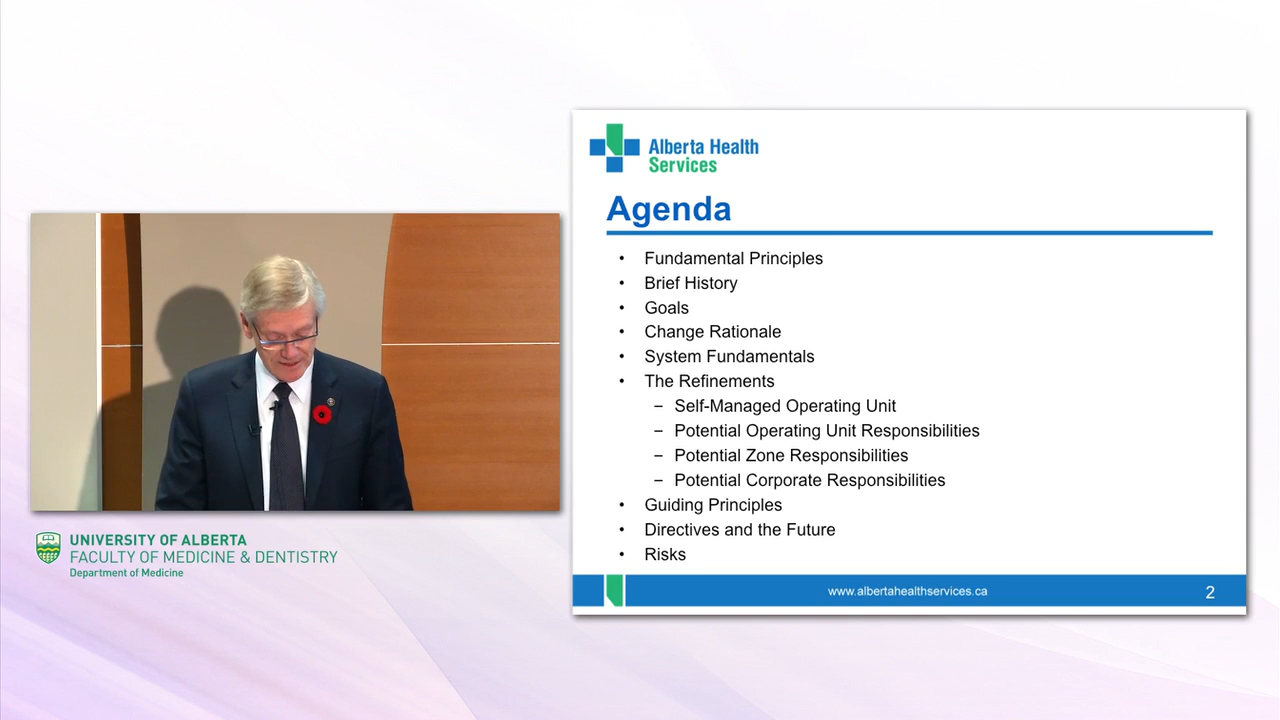 Alberta Health
Services
Agenda
• Fundamental Principles
• Brief History
• Goals
• Change Rationale
• System Fundamentals
• The Refinements
– Self-Managed Operating Unit
– Potential Operating Unit Responsibilities
– Potential Zone Responsibilities
– Potential Corporate Responsibilities
• Guiding Principles
• Directives and the Future
• Risks
www.albertahealthservices.ca
2
UNIVERSITY OF ALBERTA
FACULTY OF MEDICINE & DENTISTRY
Department of Medicine